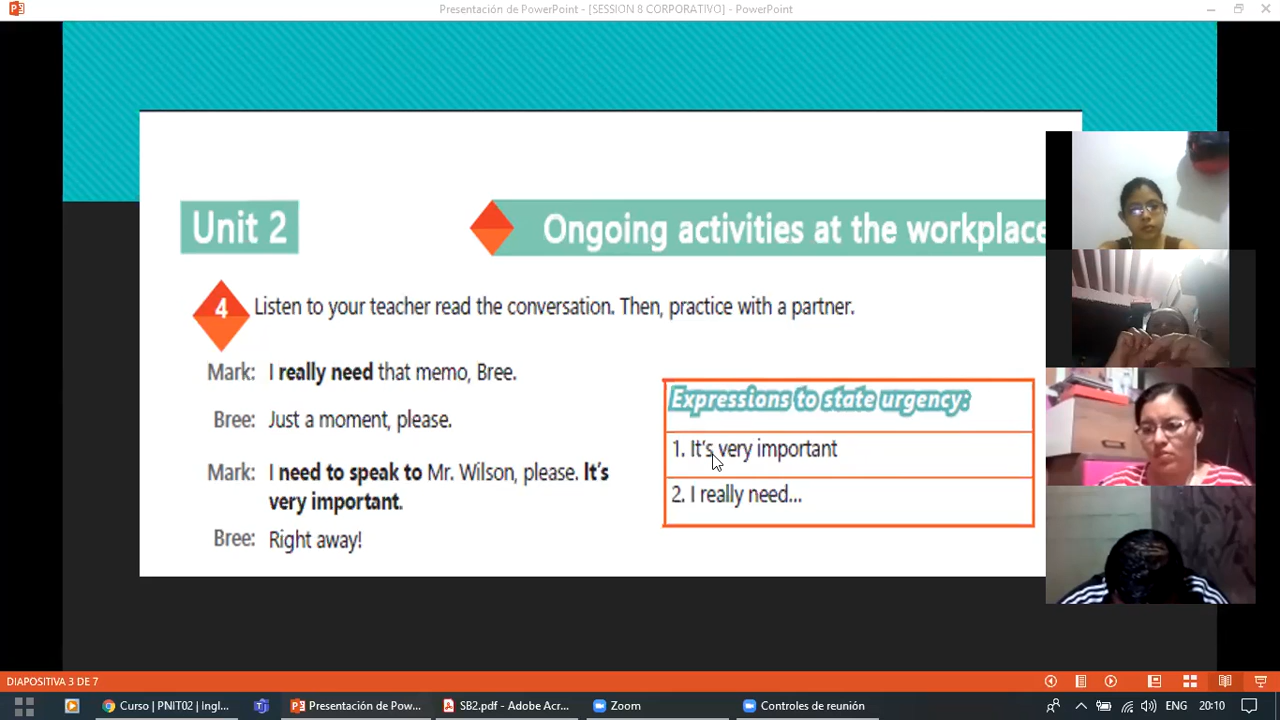 Presentación de PowerPoint - [SESSION 8 CORPORATIVO] - PowerPoint
Unit 2
Ongoing activities at the workplace
4
Listen to your teacher read the conversation. Then, practice with a partner.
Mark: I really need that memo, Bree.
Bree: Just a moment, please.
Mark: I need to speak to Mr. Wilson, please. It's
very important.
Bree: Right away!
Expressions to state urgency:
1. It's very important
2. I really need...
DIAPOSITIVA 3 DE 7
Curso | PNIT02 | Ingl...
Presentación de Pow...
SB2.pdf - Adobe Acr...
Zoom
Controles de reunión
ENG
20:10